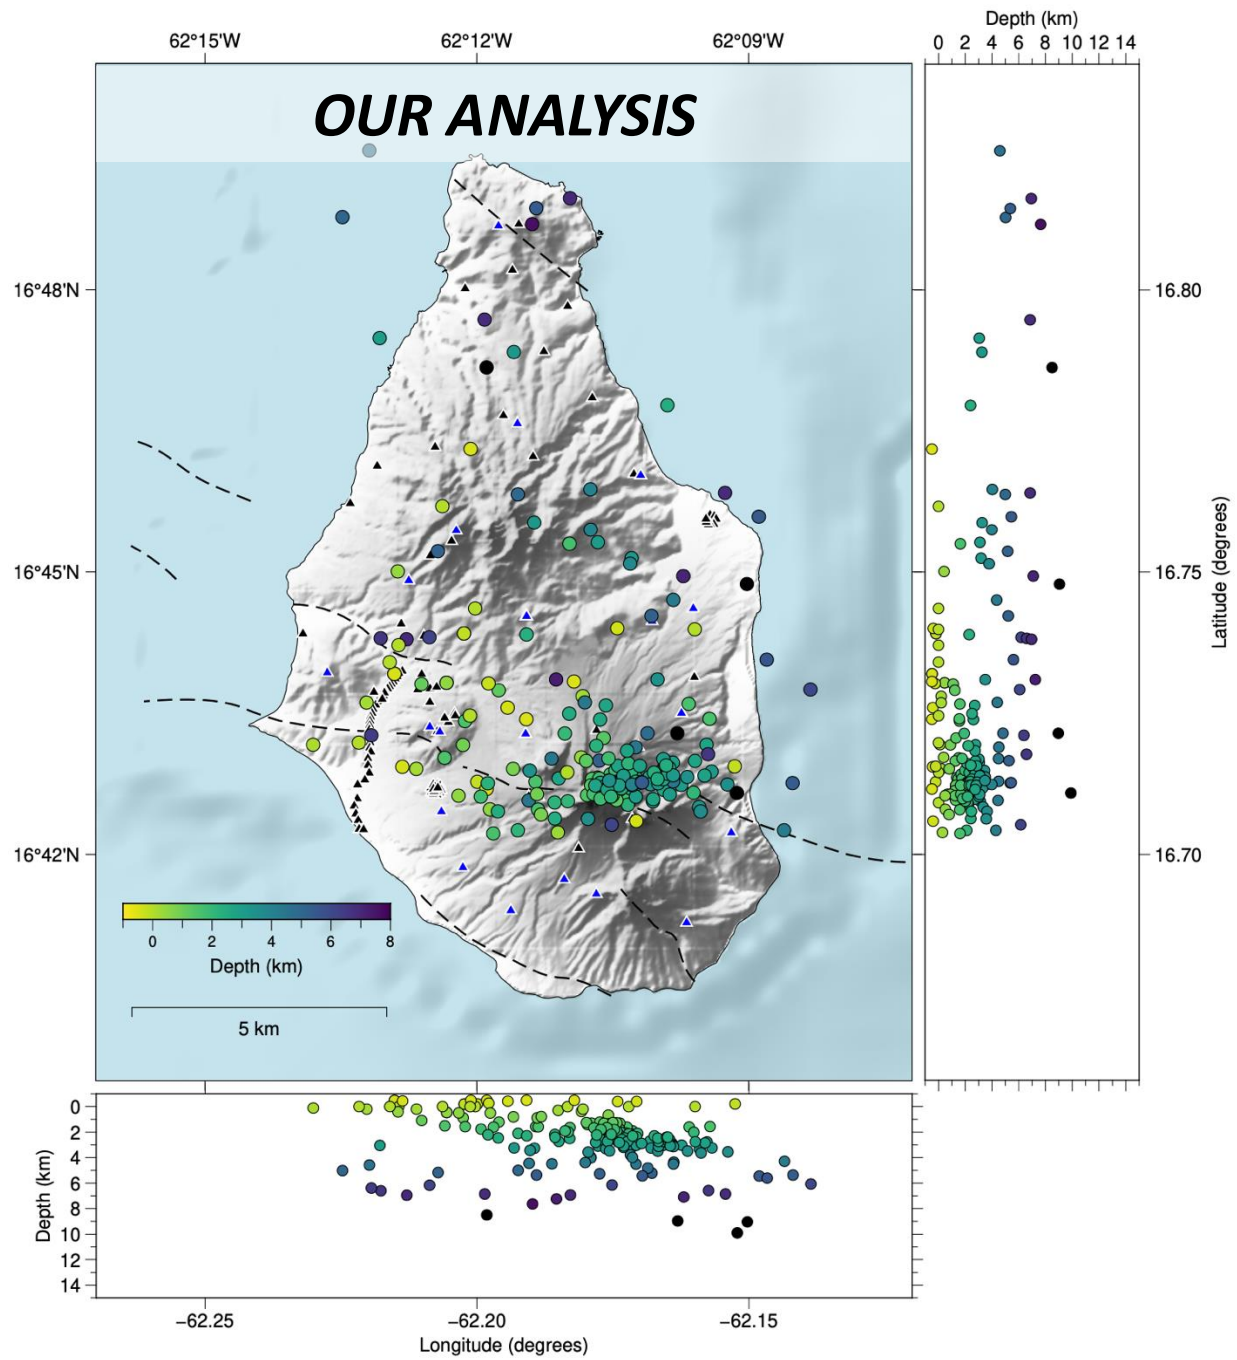 Depth (km)
62°15'W 62°12'W 62°09'W
0 2 4 6 8 10 12 14
OUR ANALYSIS
16°48'N
16.80
16°45'N
16.75
Latitude (degrees)
16°42'N
16.70
0 2 4 6 8
Depth (km)
5 km
0
2
4
6
8
10
12
14
Depth (km)
−62.25 −62.20 −62.15
Longitude (degrees)